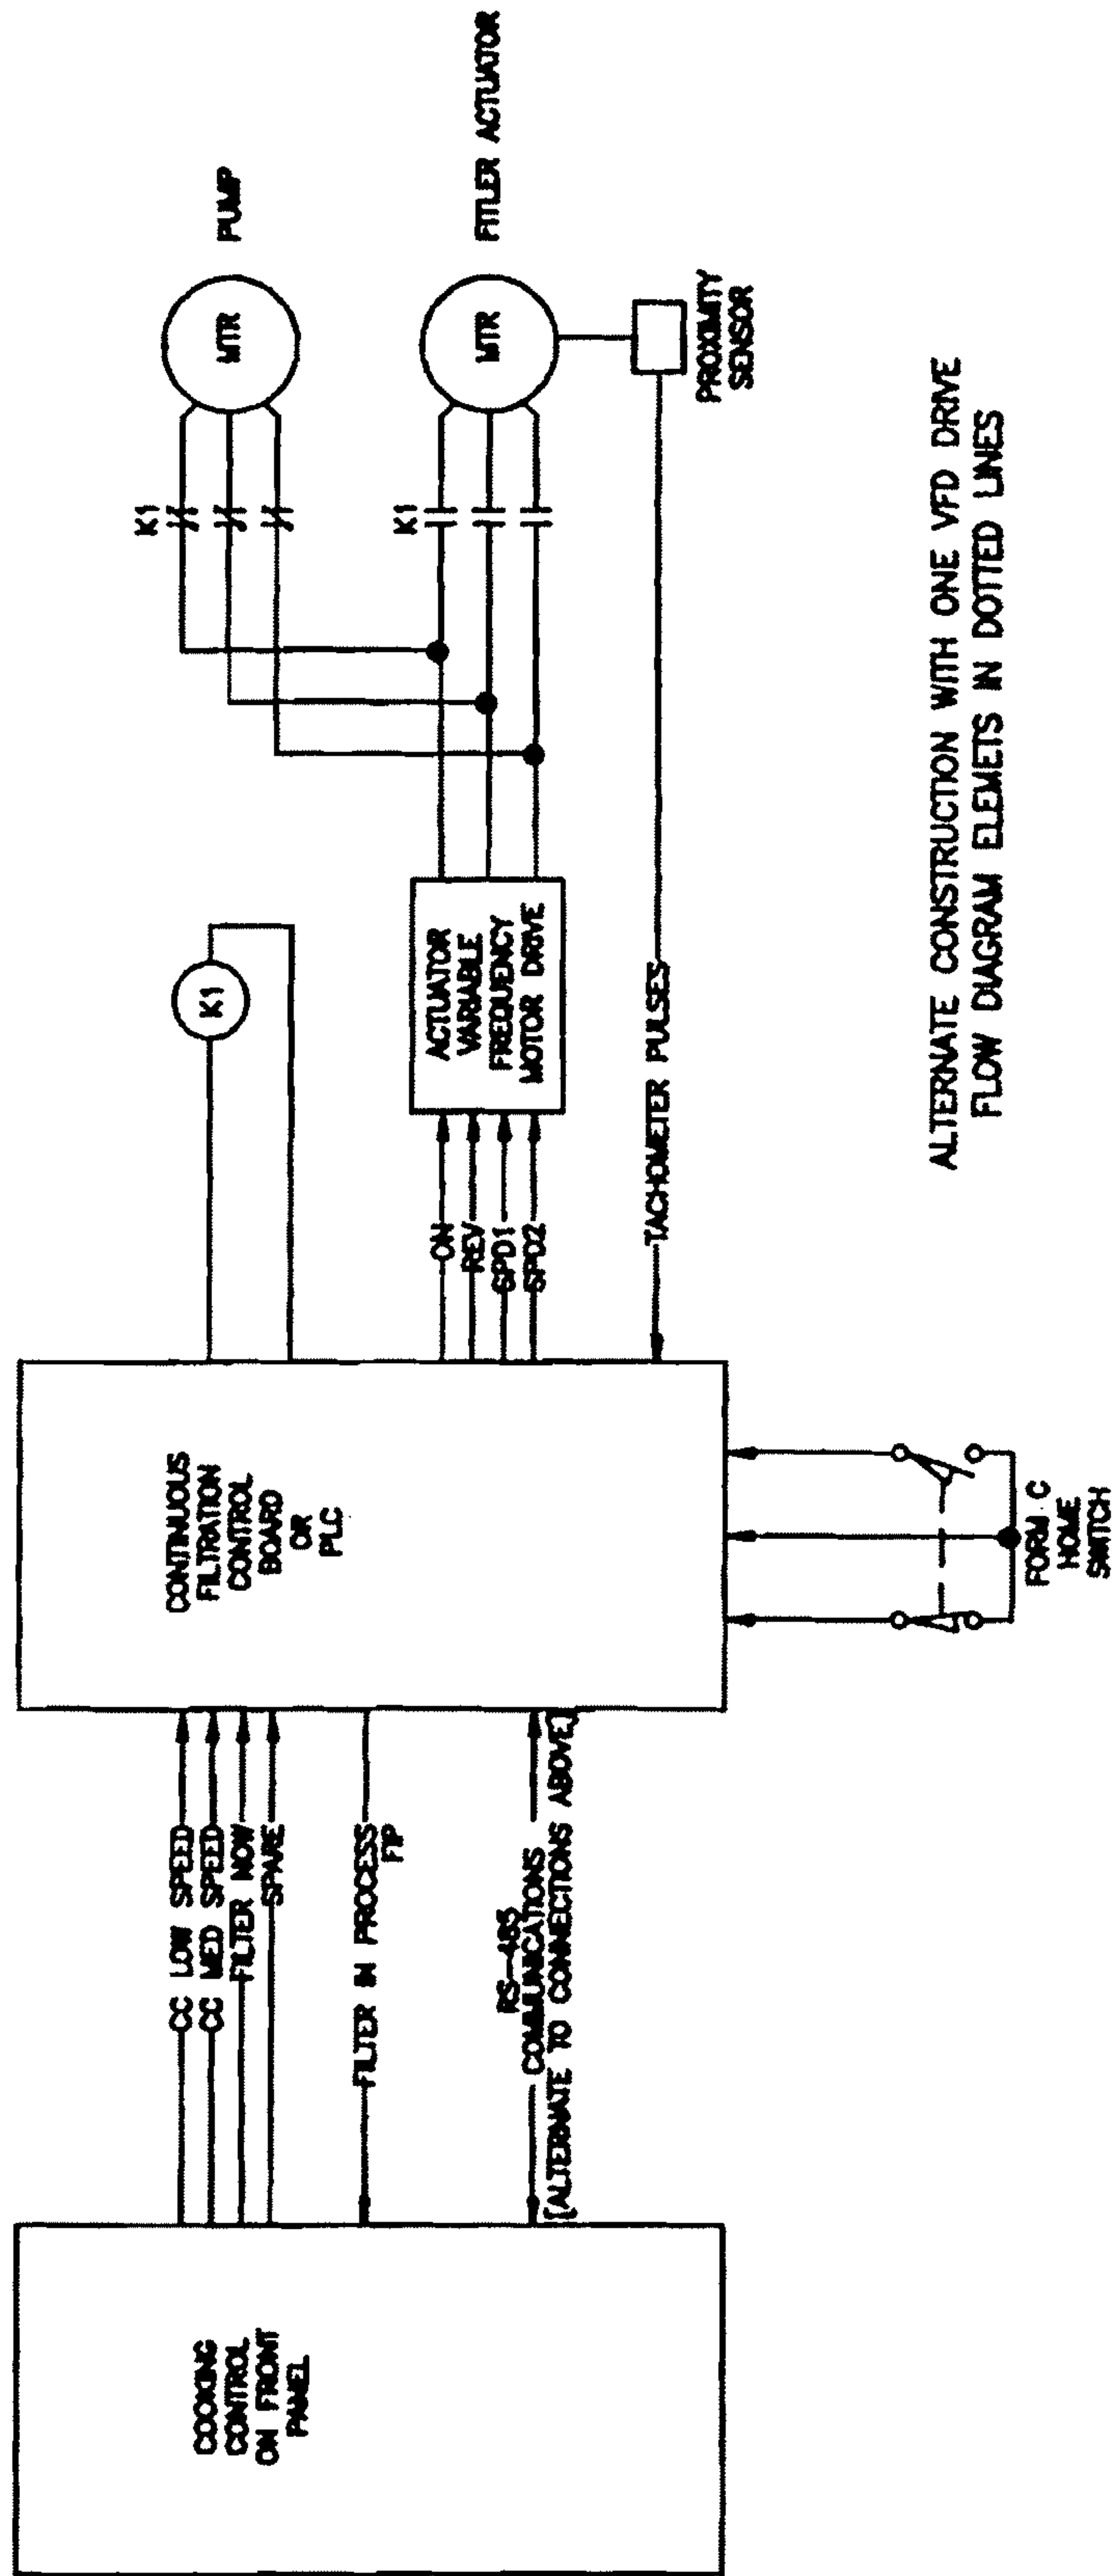 COOKING
CONTROL
ON FRONT
PANEL
CC LOW SPEED
CC MED SPEED
FILTER NOW
SPARE
FILTER IN PROCESS
FIP
RS-485
COMMUNICATIONS
[ALTERNATE TO CONNECTIONS ABOVE]
CONTINUOUS
FILTRATION
CONTROL
BOARD
OR
PLC
FORM C
HOME
SWITCH
K1
ON
REV
SPD1
SPD2
ACTUATOR
VARIABLE
FREQUENCY
MOTOR DRIVE
TACHOMETER PULSES
K1
K1
MTR
PUMP
MTR
FITLER ACTUATOR
PROXIMITY
SENSOR
ALTERNATE CONSTRUCTION WITH ONE VFD DRIVE
FLOW DIAGRAM ELEMETS IN DOTTED LINES